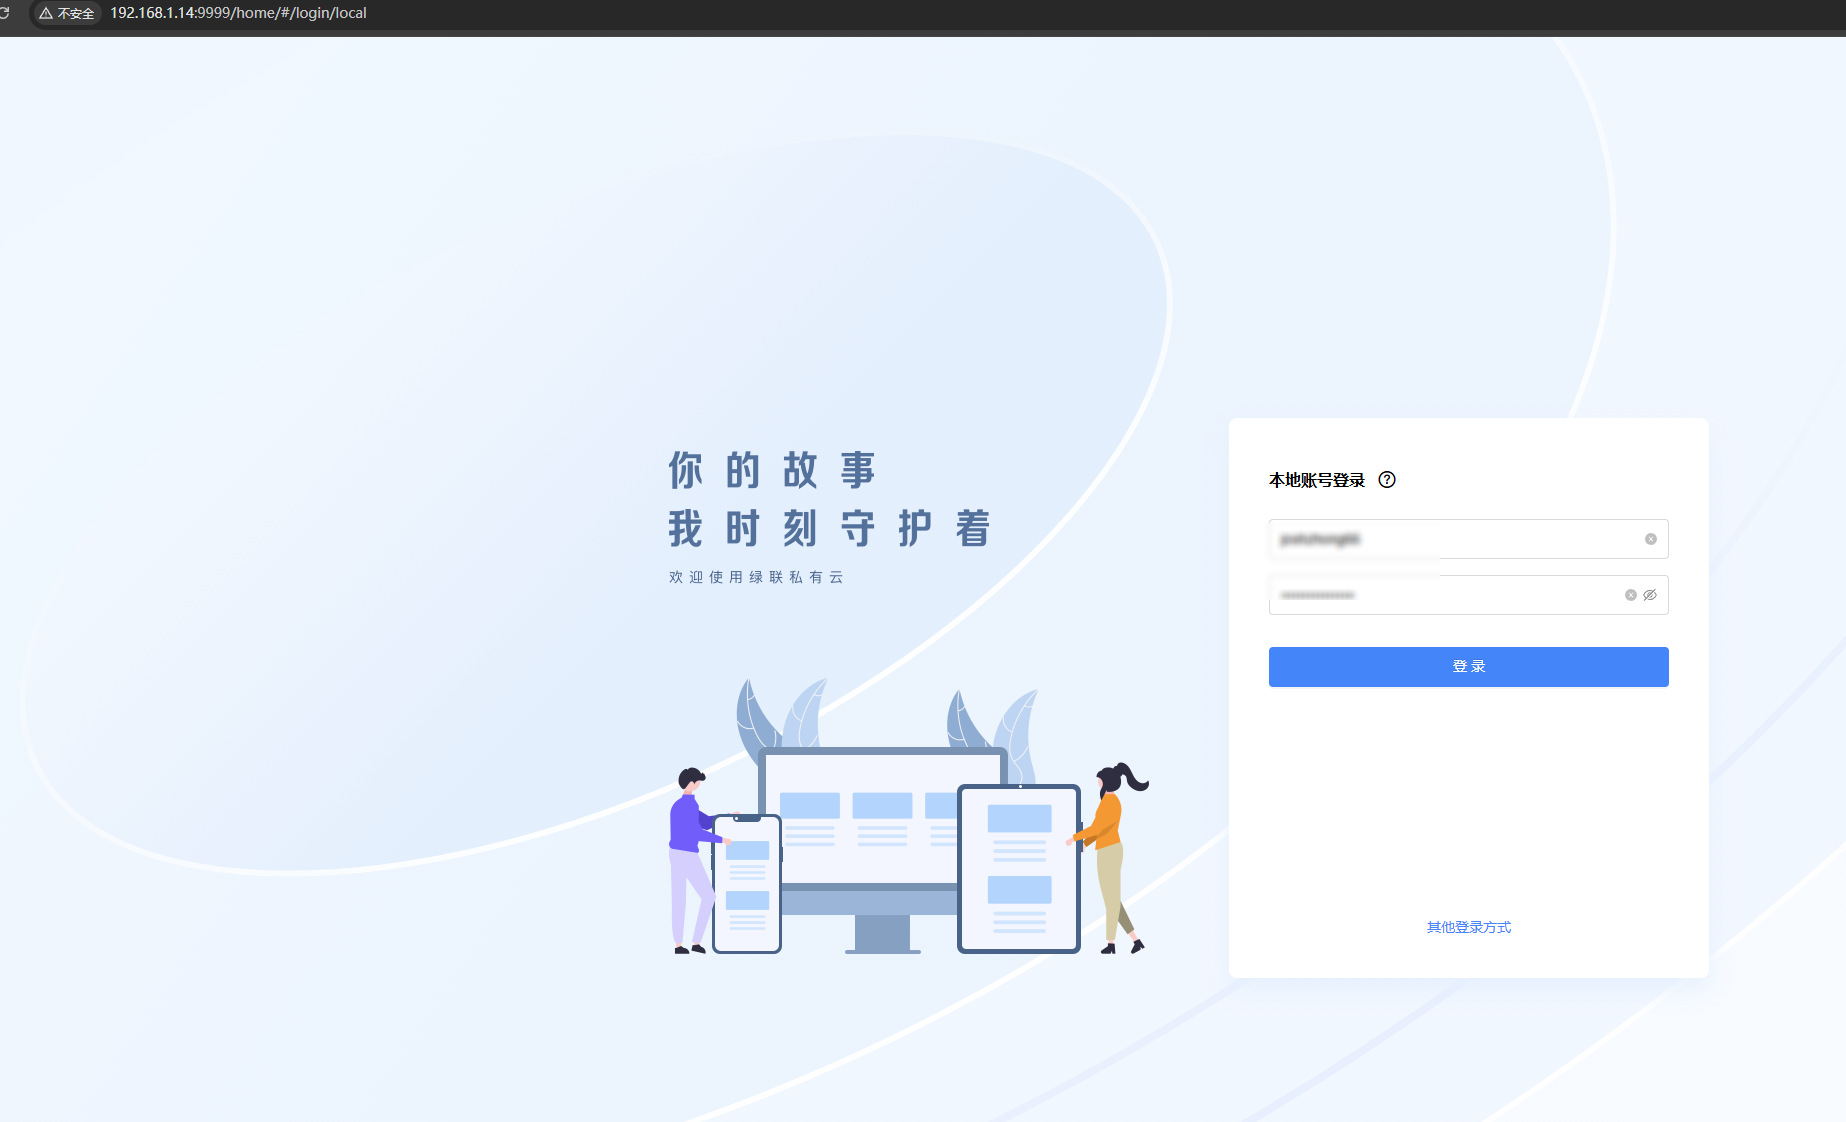 不安全 192.168.1.14:9999/home/#/login/local
你的故事
我时刻守护着
欢迎使用绿联私有云
本地账号登录
登录
其他登录方式